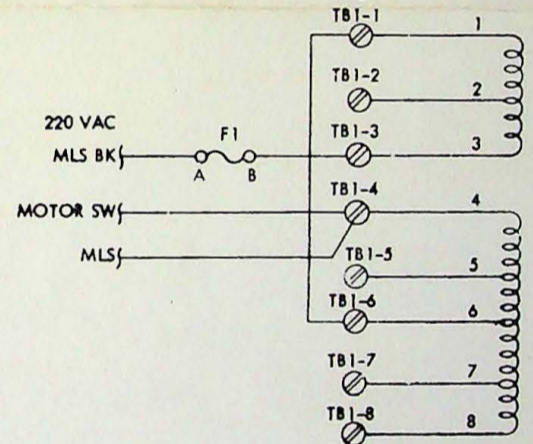 TB1-1
1
TB1-2
2
220 VAC
F1
TB1-3
MLS BK
3
A
B
TB1-4
MOTOR SW
4
MLS
TB1-5
5
TB1-6
6
TB1-7
7
TB1-8
8